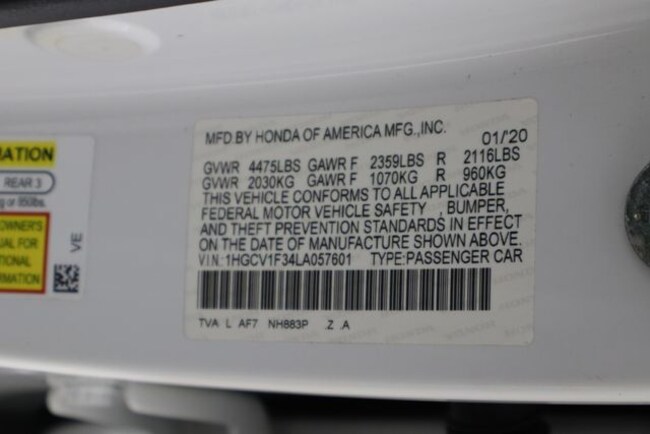 MFD.BY HONDA OF AMERICA MFG.,INC. 01/'20
GVWR 4475LBS GAWR F 2359LBS R 2116LBS
GVWR 2030KG GAWR F 1070KG R 960KG
THIS VEHICLE CONFORMS TO ALL APPLICABLE
FEDERAL MOTOR VEHICLE SAFETY , BUMPER,
AND THEFT PREVENTION STANDARDS IN EFFECT
ON THE DATE OF MANUFACTURE SHOWN ABOVE.
V.I.N: 1HGCV1F34LA057601 TYPE:PASSENGER CAR
TVA L AF7 NH883P .Z .A
MATION
REAR 3
or 850lbs.
OWNER'S
UAL FOR
TIONAL
RMATION
VE